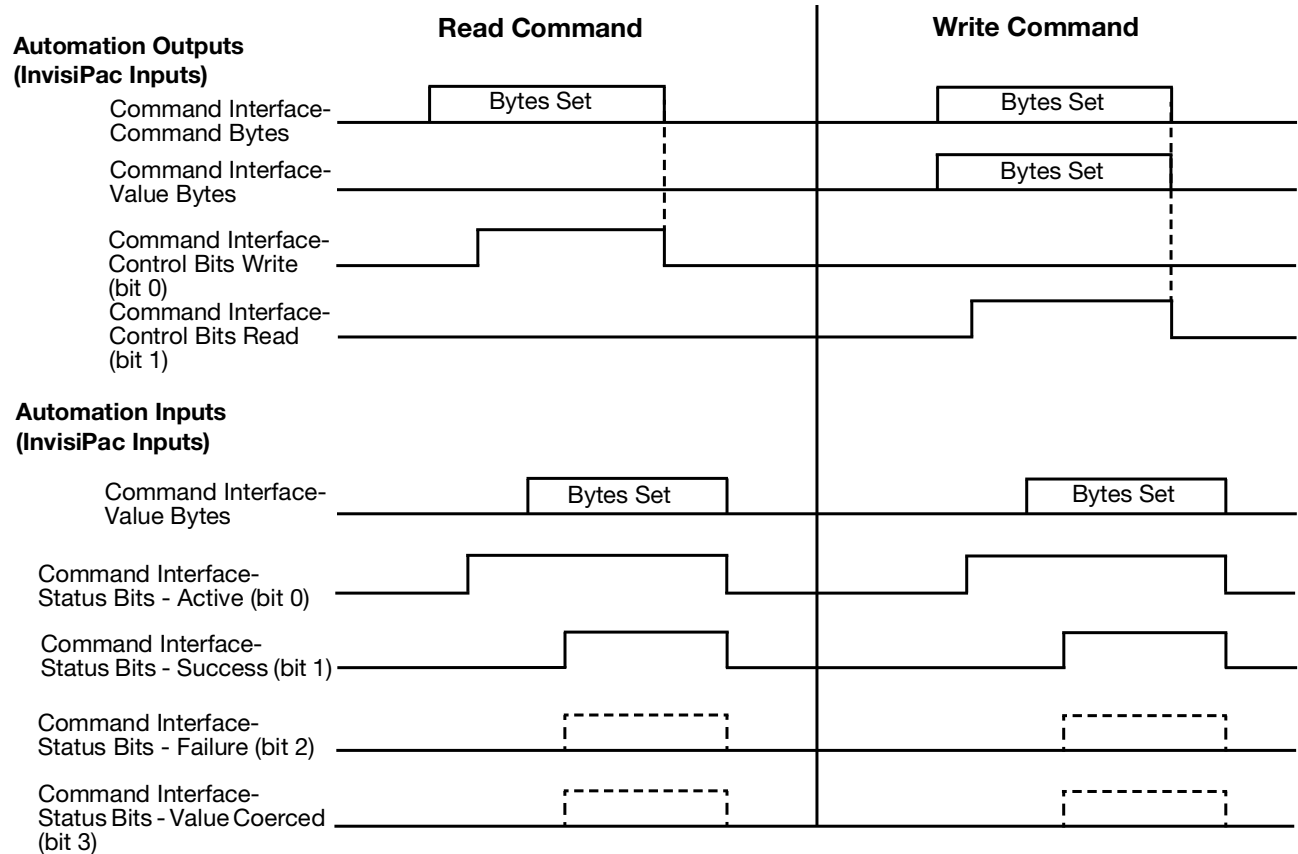 Read Command
Write Command
Automation Outputs
(InvisiPac Inputs)
Command Interface-
Command Bytes
Bytes Set
Bytes Set
Command Interface-
Value Bytes
Bytes Set
Command Interface-
Control Bits Write
(bit 0)
Command Interface-
Control Bits Read
(bit 1)
Automation Inputs
(InvisiPac Inputs)
Command Interface-
Value Bytes
Bytes Set
Bytes Set
Command Interface-
Status Bits - Active (bit 0)
Command Interface-
Status Bits - Success (bit 1)
Command Interface-
Status Bits - Failure (bit 2)
Command Interface-
Status Bits - Value Coerced
(bit 3)